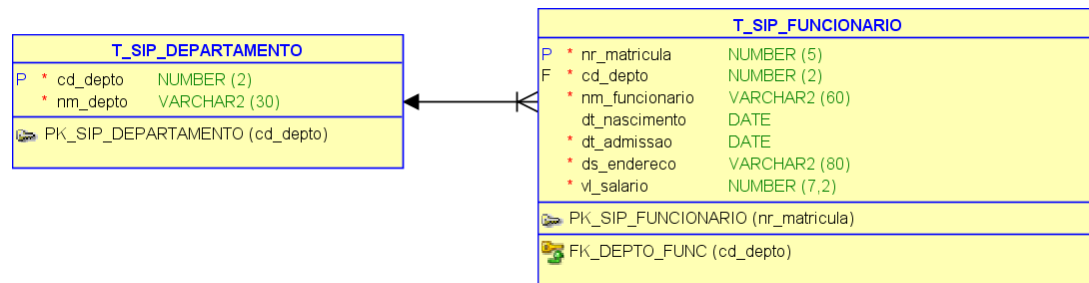 T_SIP_DEPARTAMENTO
P * cd_depto NUMBER (2)
* nm_depto VARCHAR2 (30)
PK_SIP_DEPARTAMENTO (cd_depto)
T_SIP_FUNCIONARIO
P * nr_matricula NUMBER (5)
F * cd_depto NUMBER (2)
* nm_funcionario VARCHAR2 (60)
dt_nascimento DATE
* dt_admissao DATE
* ds_endereco VARCHAR2 (80)
* vl_salario NUMBER (7,2)
PK_SIP_FUNCIONARIO (nr_matricula)
FK_DEPTO_FUNC (cd_depto)